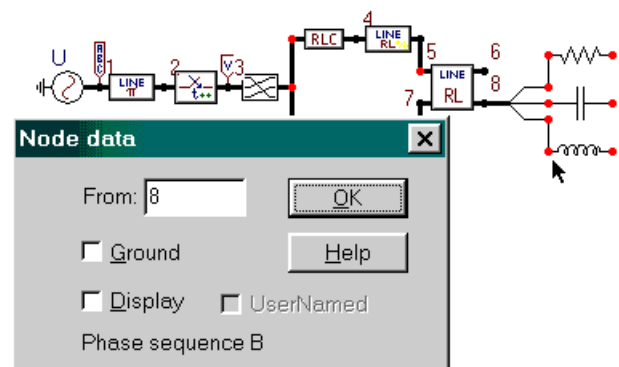 U
ABC
1
LINE
π
2
t++
V
3
RLC
4
LINE
RL
5
6
7
LINE
RL
8
Node data
From: 8
OK
Ground
Help
Display
UserNamed
Phase sequence B